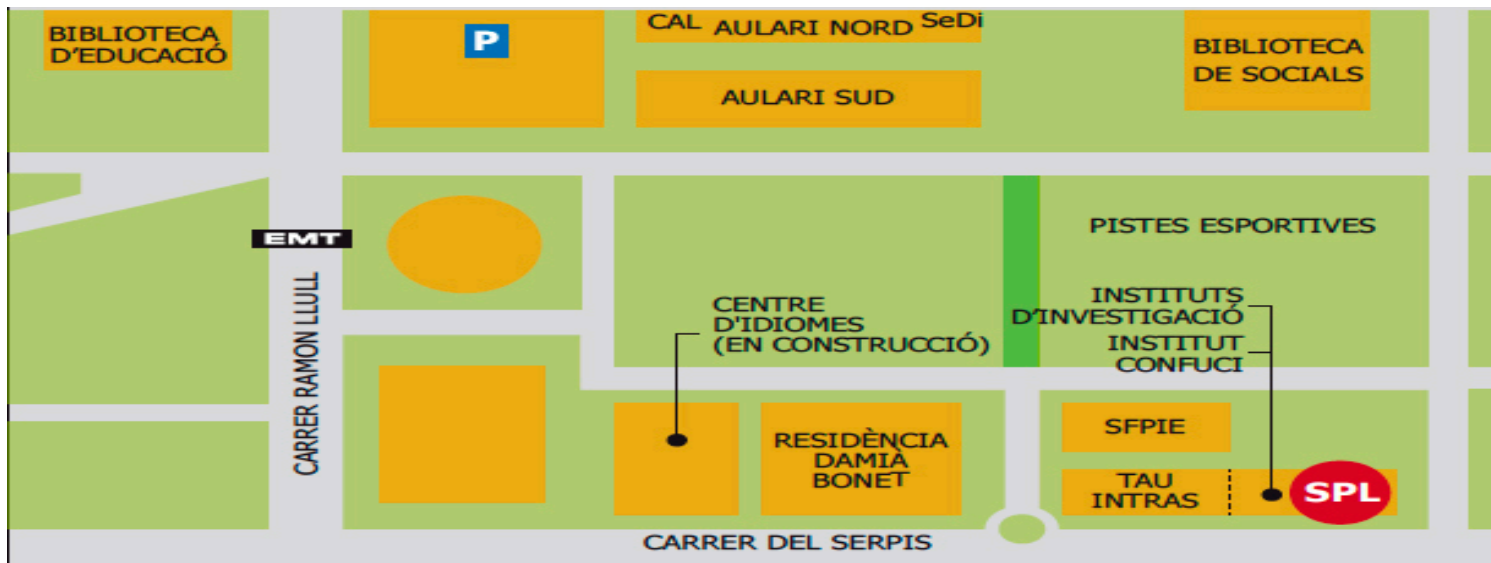 BIBLIOTECA
D'EDUCACIÓ
P
CAL AULARI NORD SeDi
AULARI SUD
BIBLIOTECA
DE SOCIALS
EMT
CARRER RAMON LLULL
PISTES ESPORTIVES
CENTRE
D'IDIOMES
(EN CONSTRUCCIÓ)
INSTITUTS
D'INVESTIGACIÓ
INSTITUT
CONFUCI
RESIDÈNCIA
DAMIÀ
BONET
SFPIE
TAU
INTRAS
SPL
CARRER DEL SERPIS